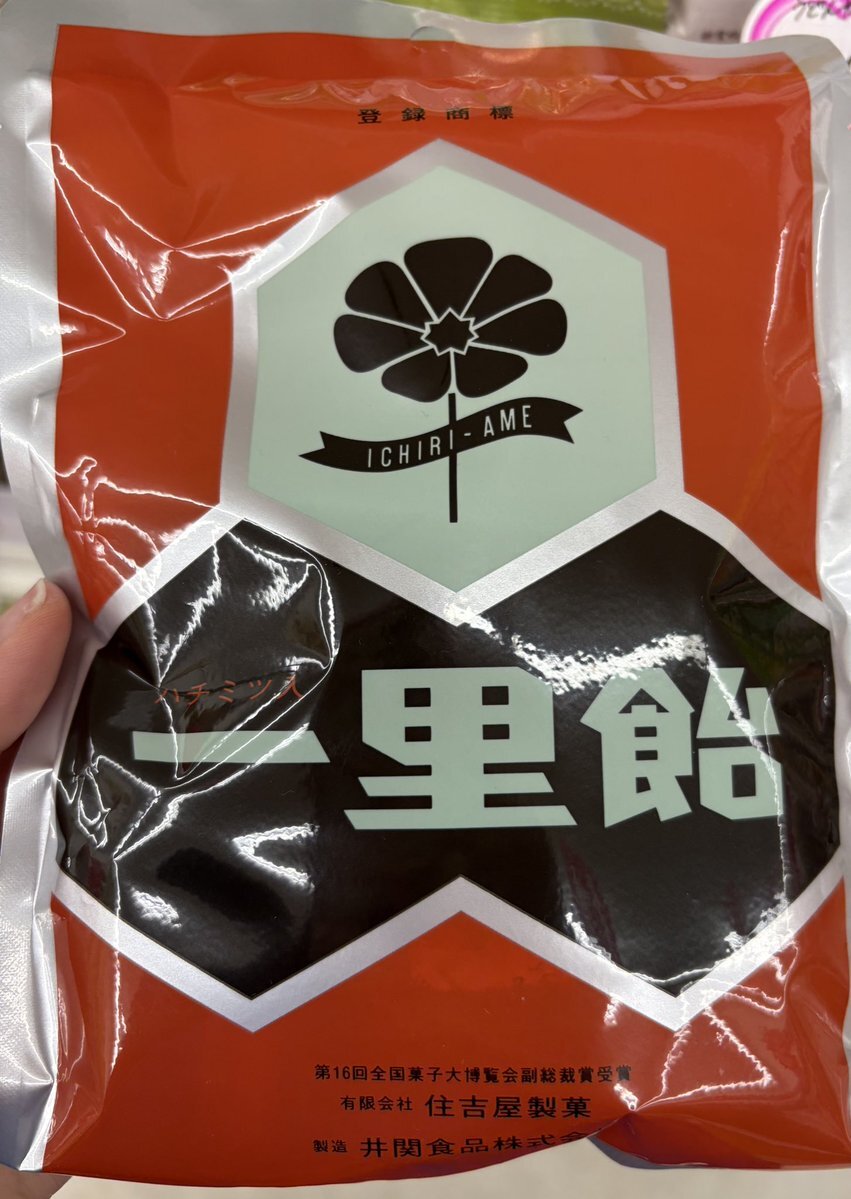 登録商標
ICHIRI-AME
ハチミツ入
一里飴
第16回全国菓子大博覧会副総裁賞受賞
有限会社 住吉屋製菓
製造 井関食品株式会